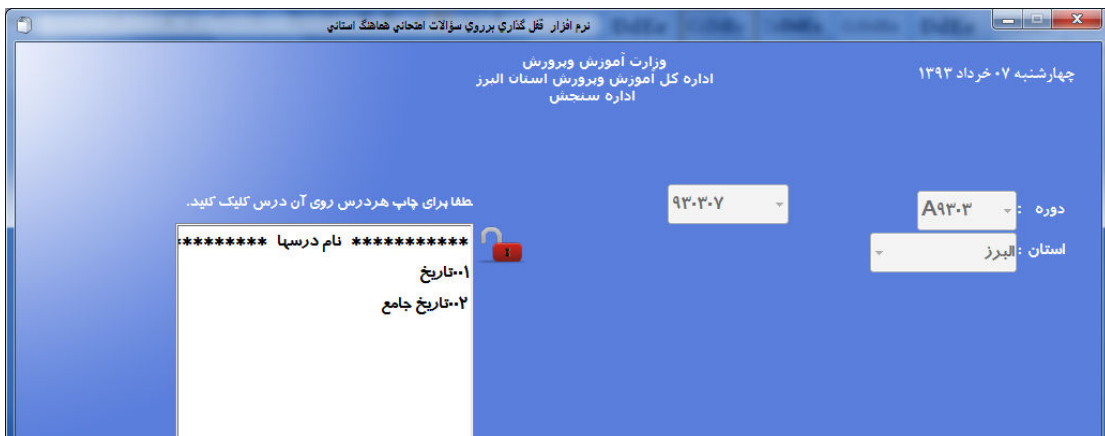 نرم افزار قفل گذاري برروي سؤالات امتحاني هماهنگ استاني
وزارت آموزش وپرورش
اداره کل آموزش وپرورش استان البرز
اداره سنجش
چهارشنبه ۰۷ خرداد ۱۳۹۳
دوره : A۹۳۰۳
۹۳۰۳۰۷
استان : البرز
لطفا برای چاپ هردرس روی آن درس کلیک کنید.
*********** نام درسها *********
۰۰۱تاریخ
۰۰۲تاریخ جامع